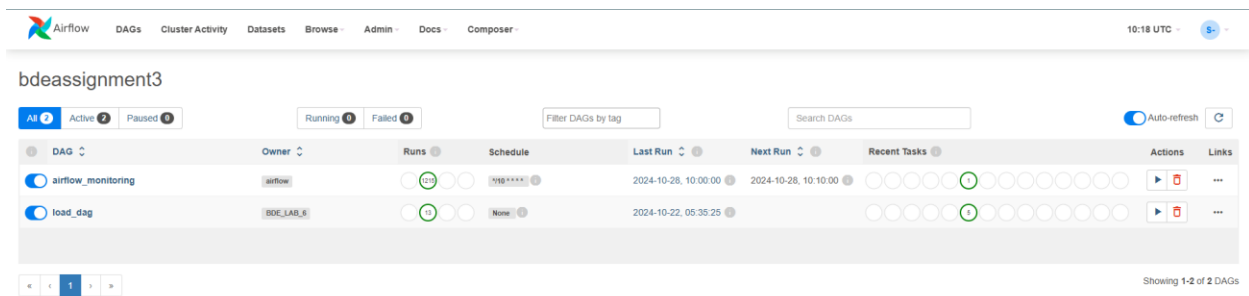 Airflow DAGs Cluster Activity Datasets Browse Admin Docs Composer 10:18 UTC S-
bdeassignment3
All 2 Active 2 Paused 0 Running 0 Failed 0 Filter DAGs by tag Search DAGs Auto-refresh
DAG Owner Runs Schedule Last Run Next Run Recent Tasks Actions Links
airflow_monitoring airflow 1215 */10 * * * * 2024-10-28, 10:00:00 2024-10-28, 10:10:00 1
load_dag BDE_LAB_6 13 None 2024-10-22, 05:35:25 5
« ‹ 1 › » Showing 1-2 of 2 DAGs